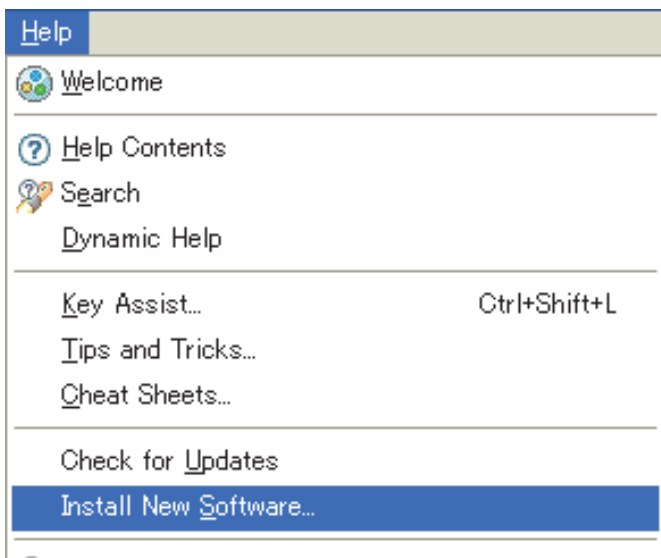 Help
Welcome
Help Contents
Search
Dynamic Help
Key Assist... Ctrl+Shift+L
Tips and Tricks...
Cheat Sheets...
Check for Updates
Install New Software...